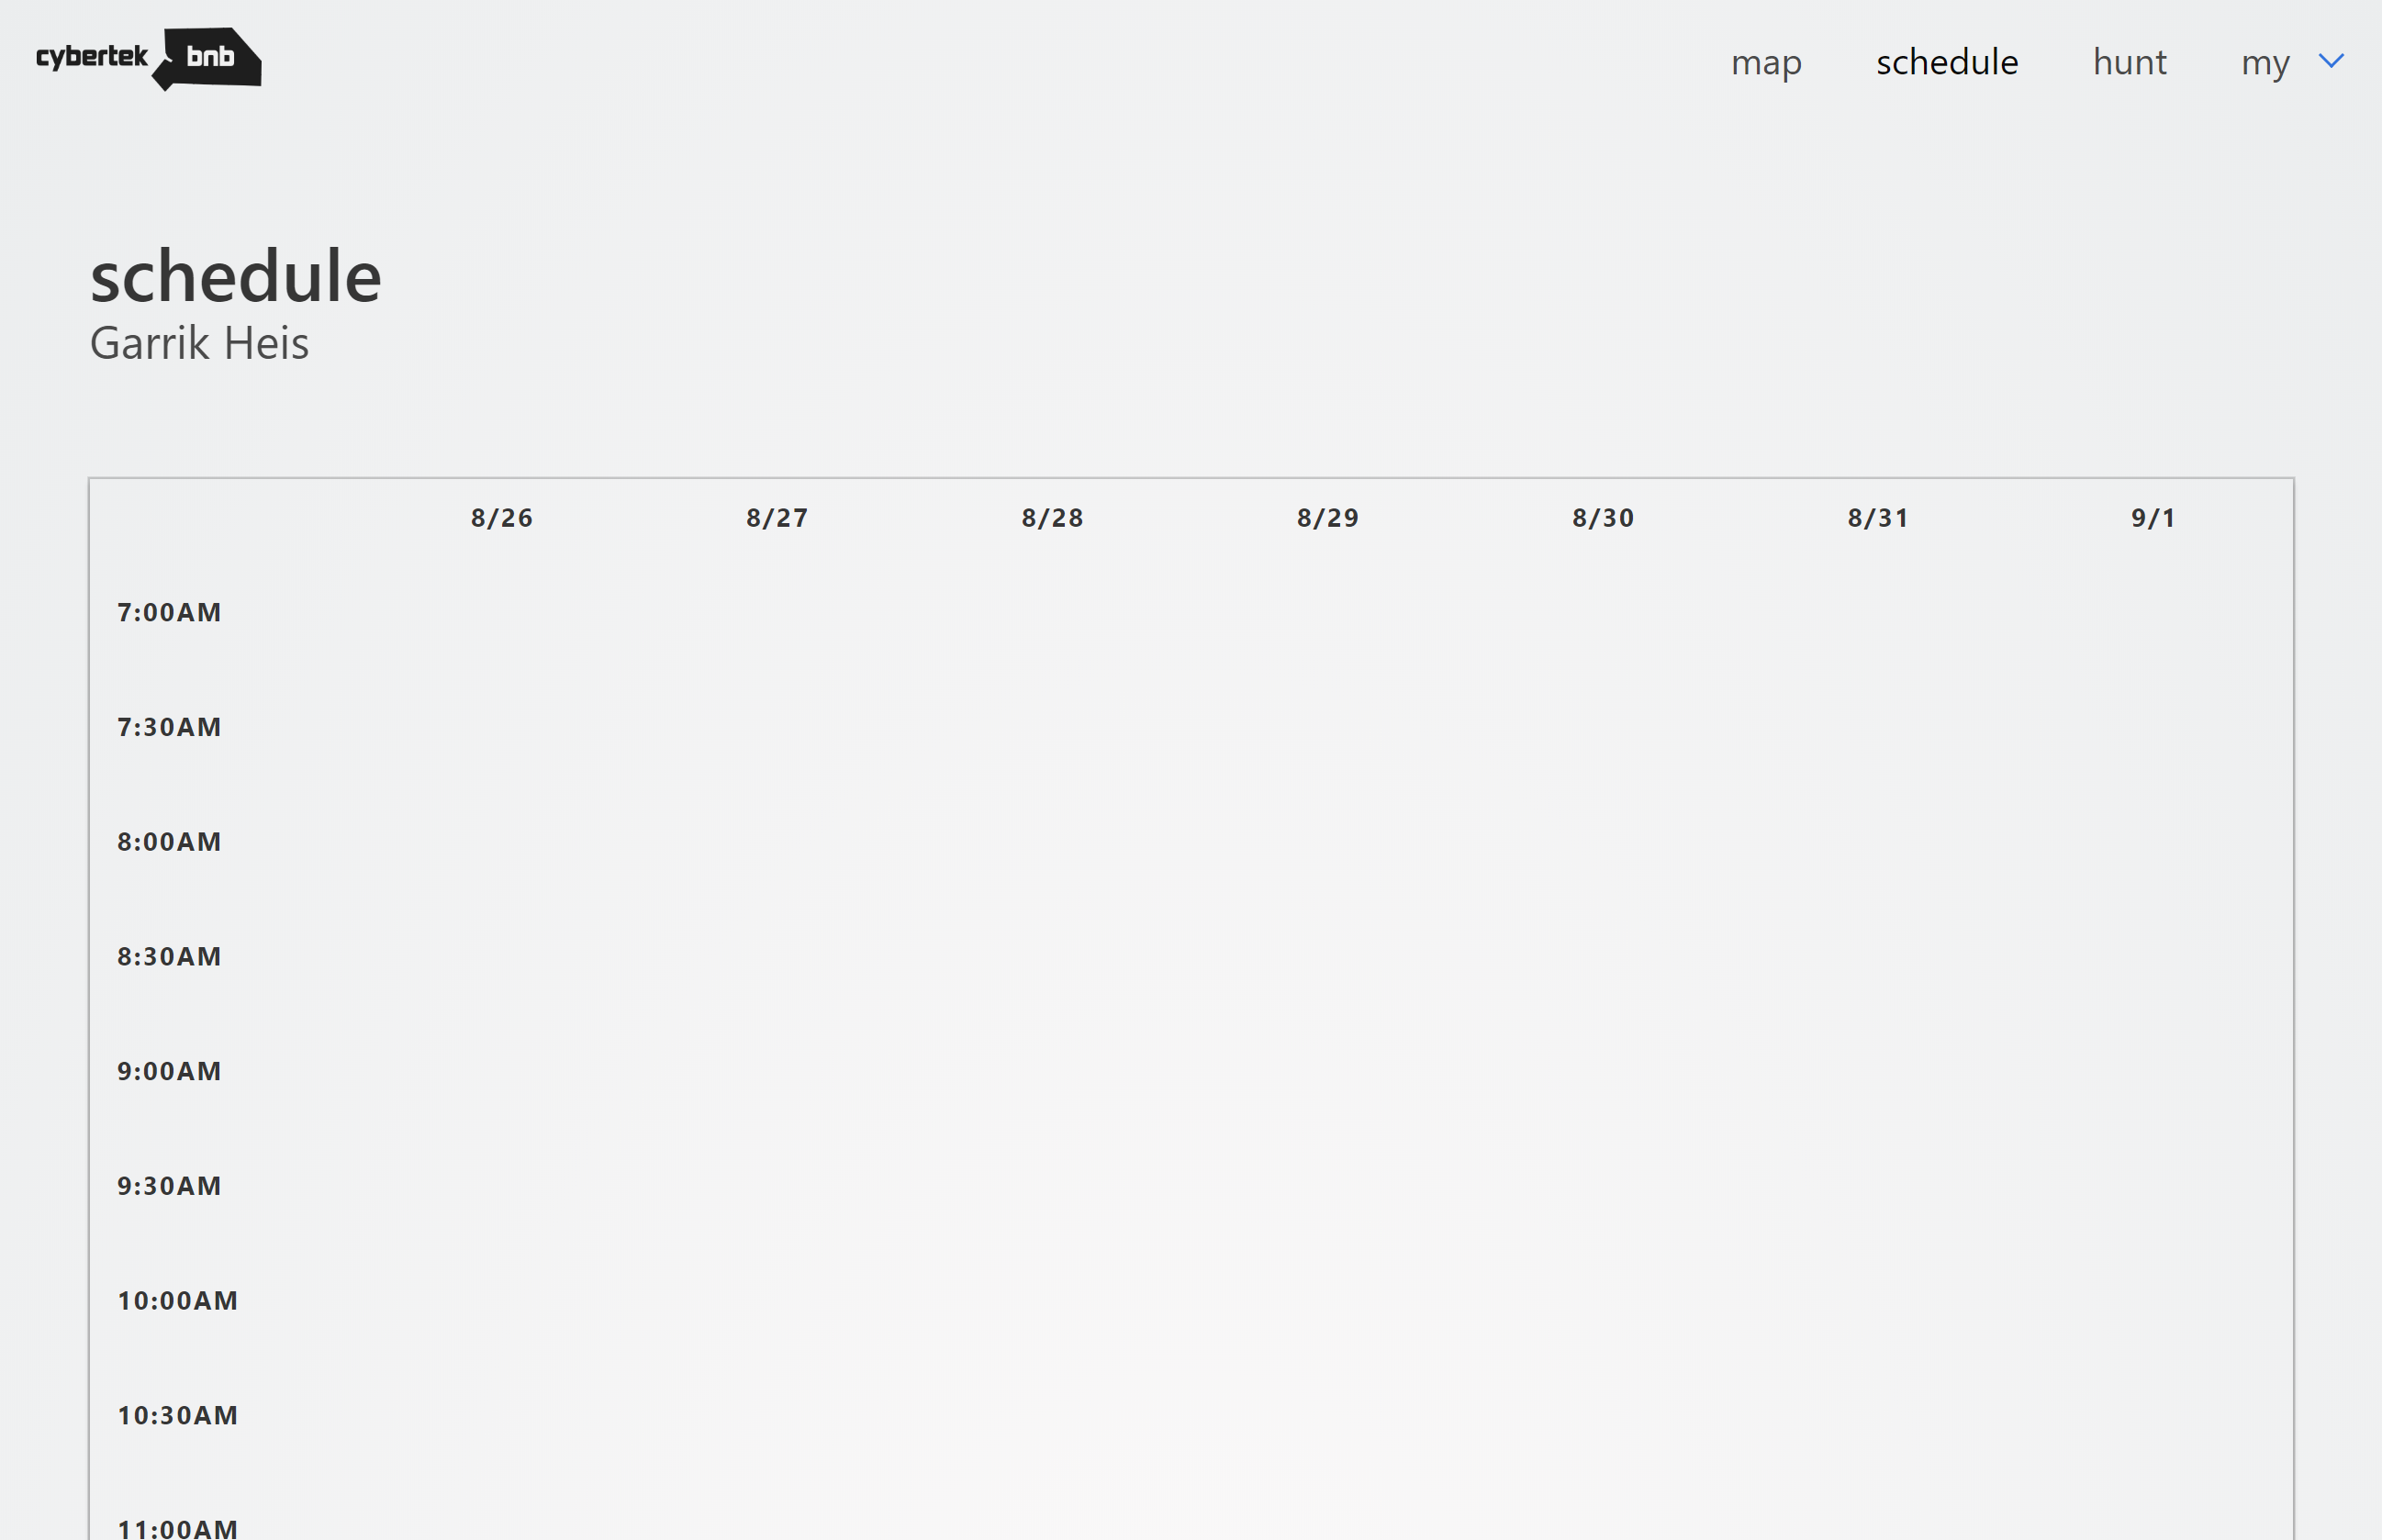 cybertek bnb
map schedule hunt my
schedule
Garrik Heis
8/26 8/27 8/28 8/29 8/30 8/31 9/1
7:00AM
7:30AM
8:00AM
8:30AM
9:00AM
9:30AM
10:00AM
10:30AM
11:00AM